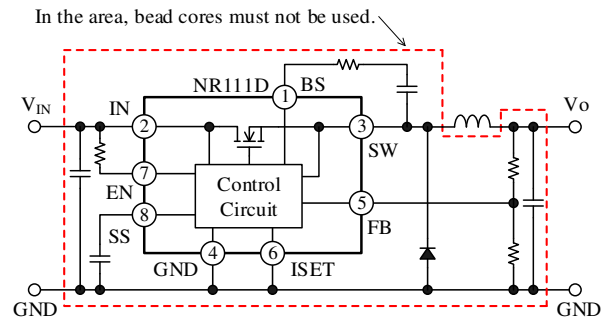 In the area, bead cores must not be used.
NR111D
BS
1
VIN
IN
2
3
SW
Vo
EN
7
Control
Circuit
5
FB
SS
8
4
6
GND
ISET
GND
GND